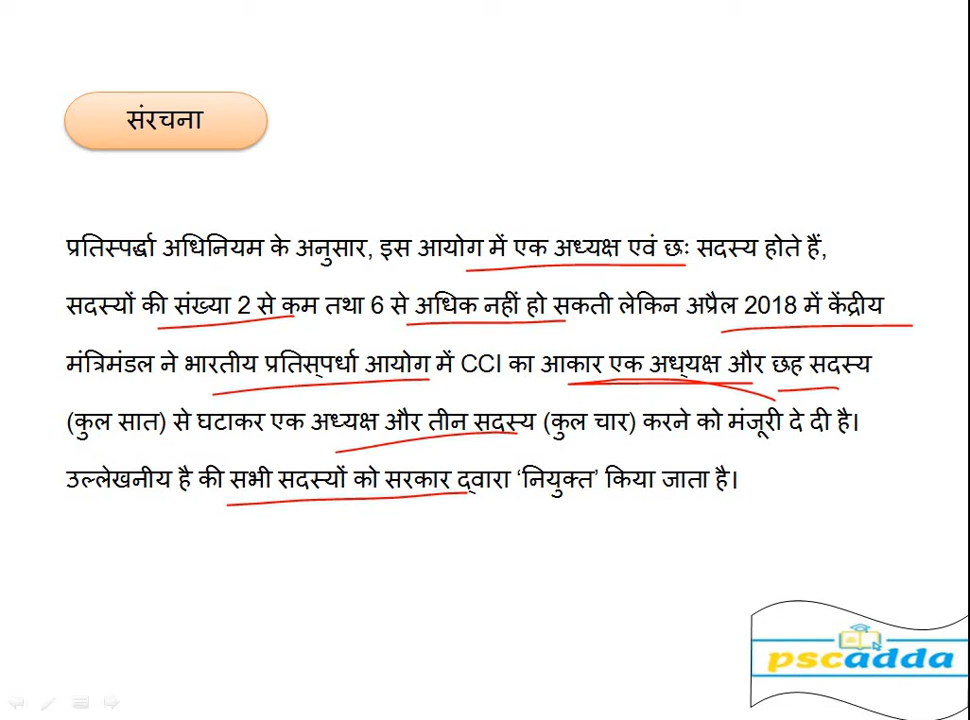 संरचना
प्रतिस्पर्द्धा अधिनियम के अनुसार, इस आयोग में एक अध्यक्ष एवं छः सदस्य होते हैं,
सदस्यों की संख्या 2 से कम तथा 6 से अधिक नहीं हो सकती लेकिन अप्रैल 2018 में केंद्रीय
मंत्रिमंडल ने भारतीय प्रतिस्पर्धा आयोग में CCI का आकार एक अध्यक्ष और छह सदस्य
(कुल सात) से घटाकर एक अध्यक्ष और तीन सदस्य (कुल चार) करने को मंजूरी दे दी है।
उल्लेखनीय है की सभी सदस्यों को सरकार द्वारा ‘नियुक्त’ किया जाता है।
pscadda